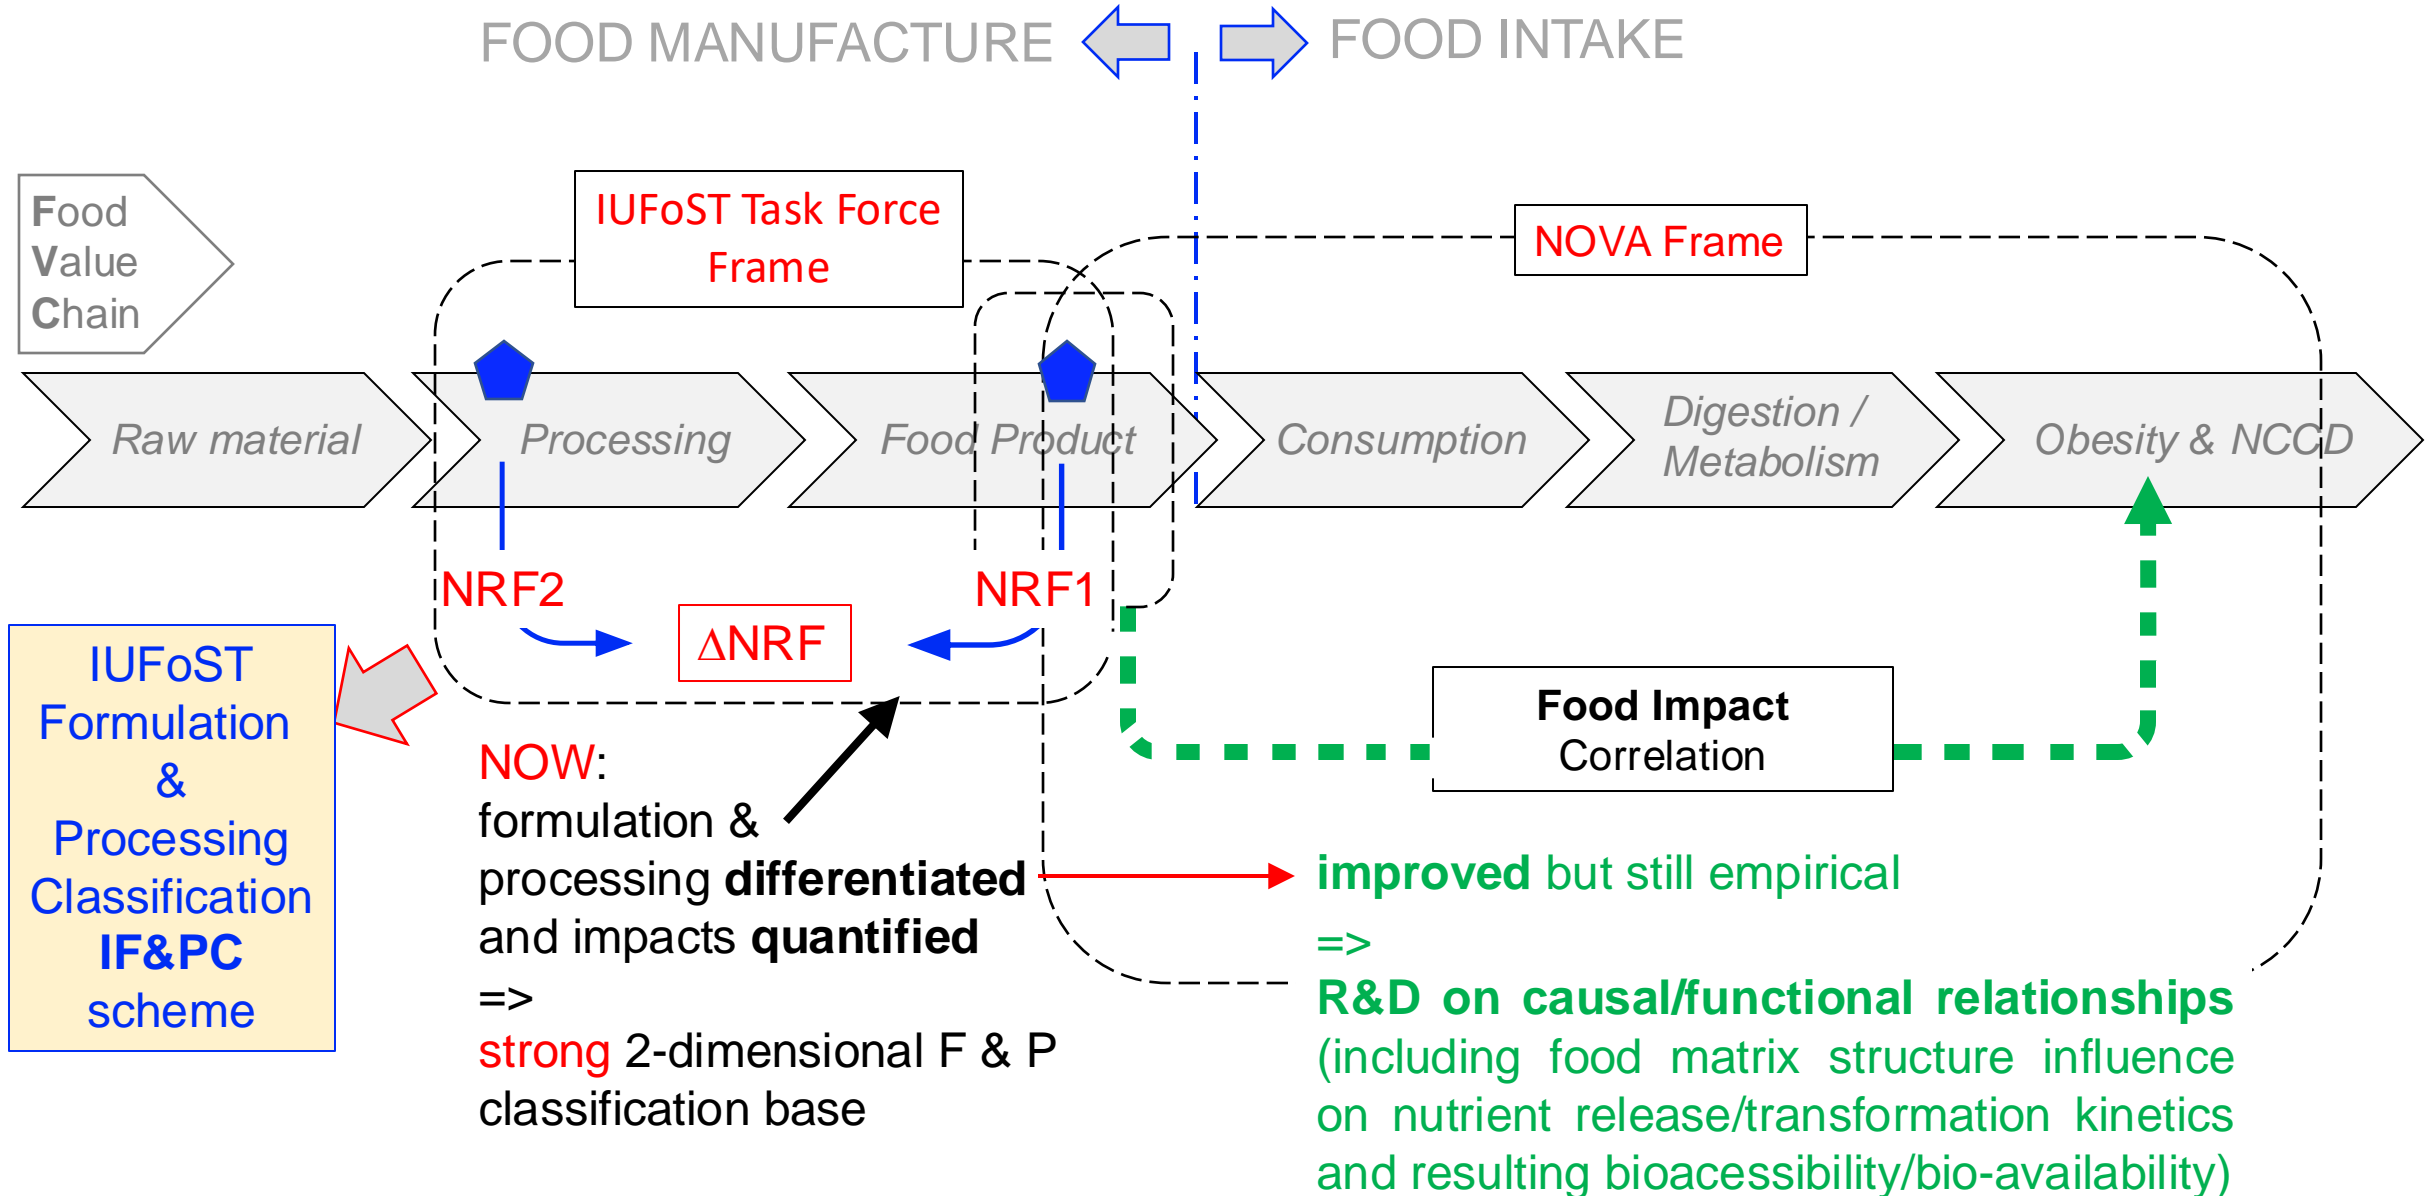 FOOD MANUFACTURE
FOOD INTAKE
Food
Value
Chain
IUFoST Task Force
Frame
NOVA Frame
Raw material
Processing
Food Product
Consumption
Digestion /
Metabolism
Obesity & NCCD
NRF2
NRF1
ΔNRF
IUFoST
Formulation
&
Processing
Classification
IF&PC
scheme
NOW:
formulation &
processing differentiated
and impacts quantified
=>
strong 2-dimensional F & P
classification base
Food Impact
Correlation
improved but still empirical
=>
R&D on causal/functional relationships
(including food matrix structure influence
on nutrient release/transformation kinetics
and resulting bioacessibility/bio-availability)